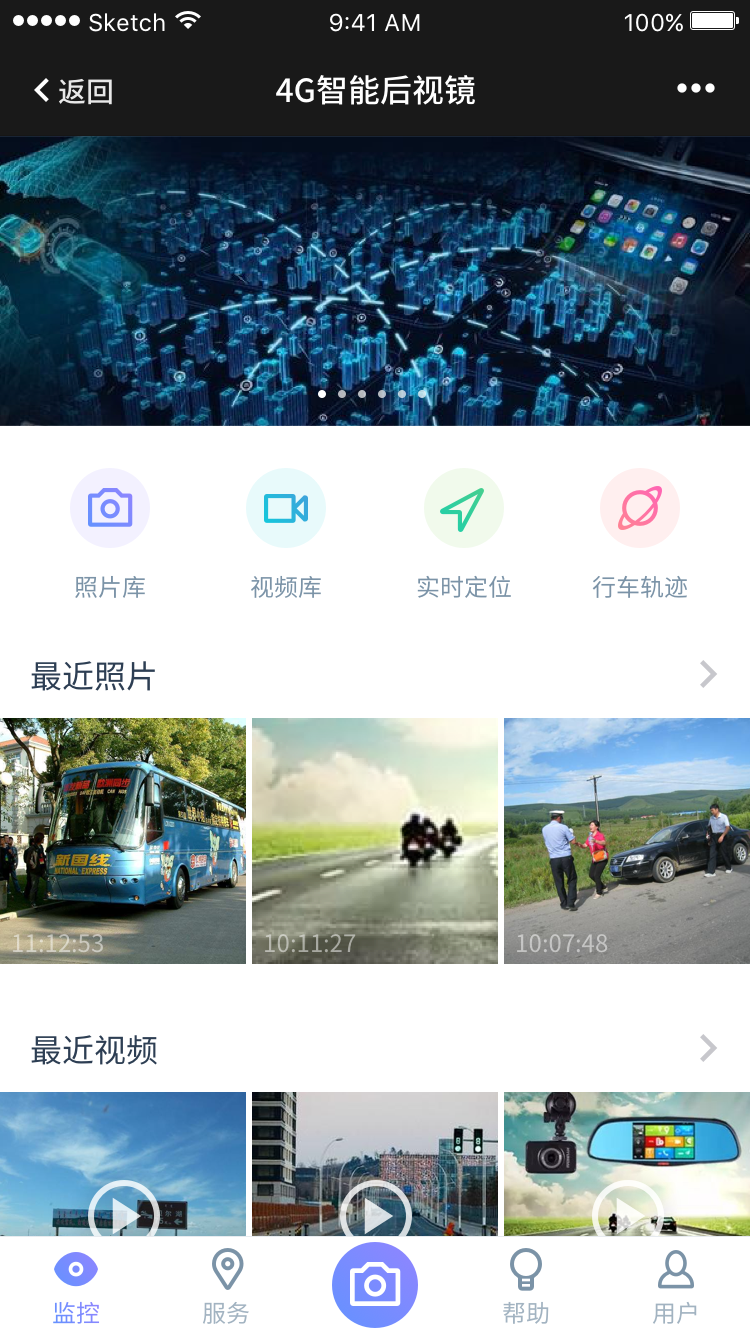 Sketch 9:41 AM 100%
返回 4G智能后视镜
照片库 视频库 实时定位 行车轨迹
最近照片
新国线
NATIONAL EXPRESS
11:12:53 10:11:27 10:07:48
最近视频
8 8
监控 服务 帮助 用户